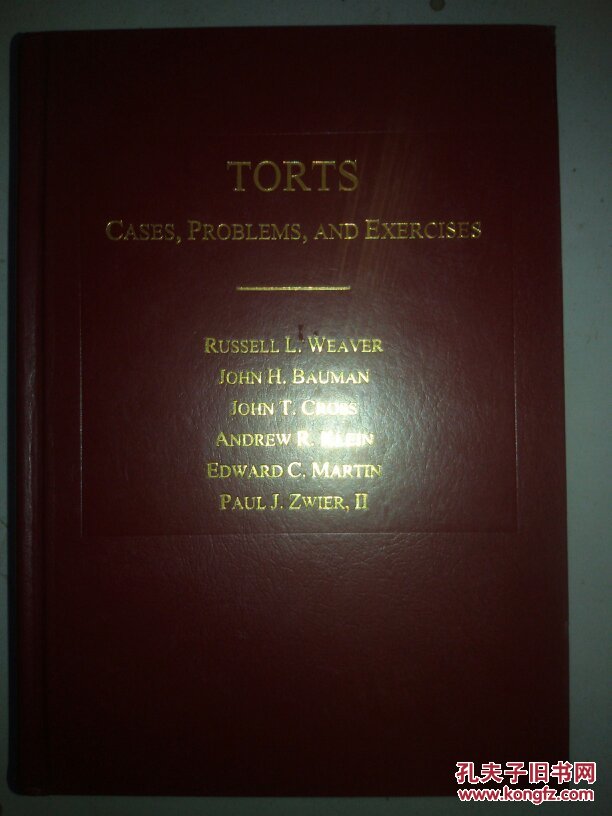 TORTS
CASES, PROBLEMS, AND EXERCISES
RUSSELL L. WEAVER
JOHN H. BAUMAN
JOHN T. CROSS
ANDREW R. KLEIN
EDWARD C. MARTIN
PAUL J. ZWIER, II
孔夫子旧书网
www.kongfz.com